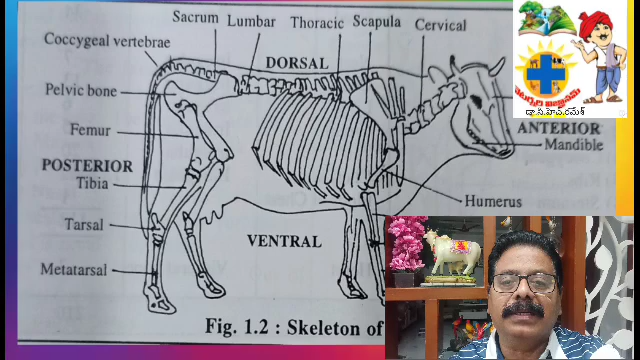 Sacrum Lumbar Thoracic Scapula Cervical
Coccygeal vertebrae
DORSAL
Pelvic bone
Femur
ANTERIOR
Mandible
POSTERIOR
Tibia
Humerus
Tarsal
VENTRAL
Metatarsal
Fig. 1.2 : Skeleton of
డా.సి.హెచ్.రమేశ్